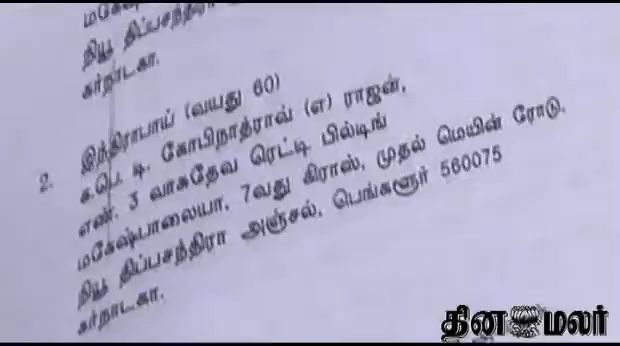 மகேஷ்
நியூ திப்பசந்திரா
கர்நாடகா.
2. இந்திராபாய் (வயது 60)
க.பெ. டி. கோபிநாத்ராவ் (எ) ராஜன்,
எண். 3 வாசுதேவ ரெட்டி பில்டிங்
மகேஷ்பாலையா, 7வது கிராஸ், முதல் மெயின் ரோடு,
நியூ திப்பசந்திரா அஞ்சல், பெங்களூர் 560075
கர்நாடகா.
தினமலர்